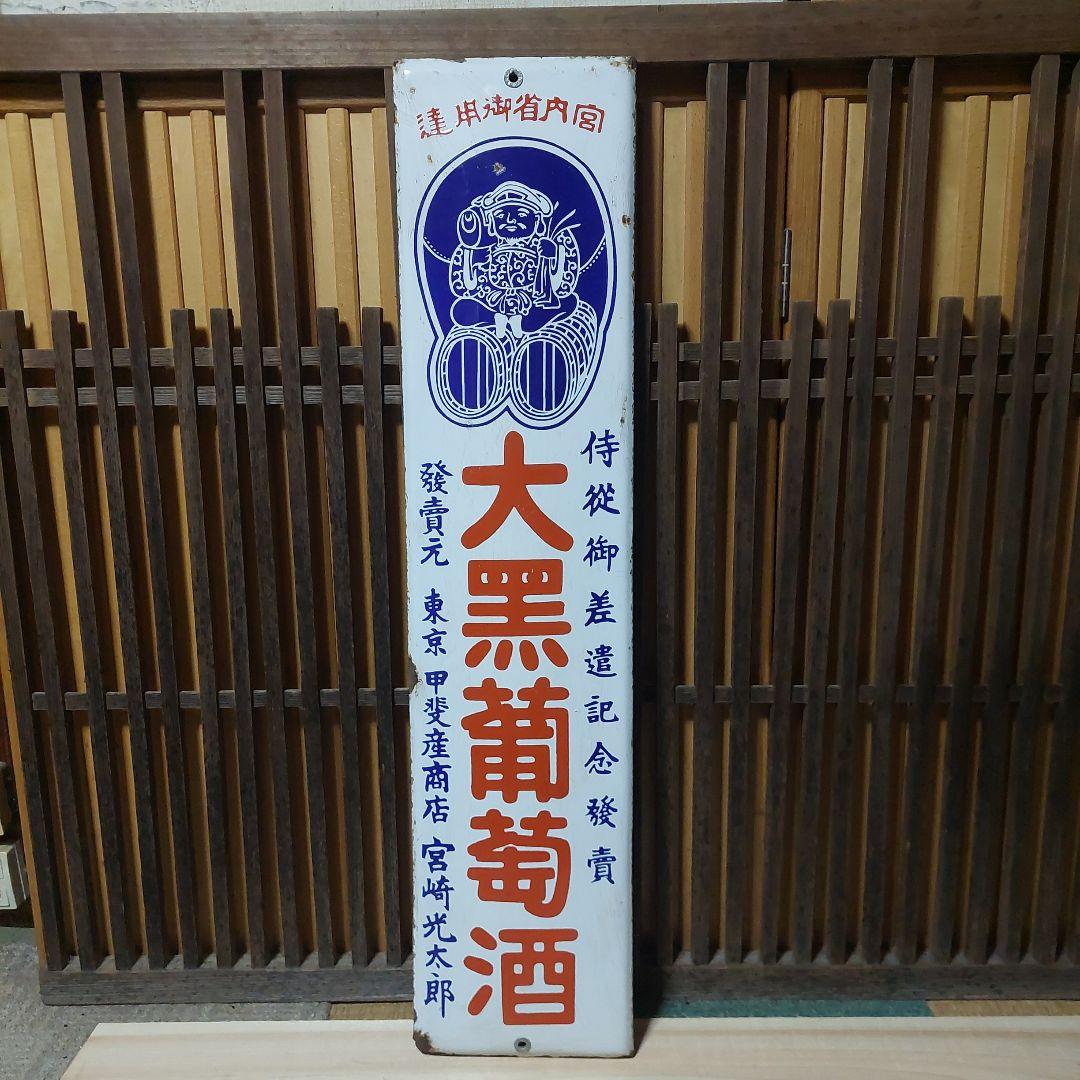 宮内省御用達
侍從御差遣記念發賣
大黑葡萄酒
發賣元 東京 甲斐産商店 宮崎光太郎